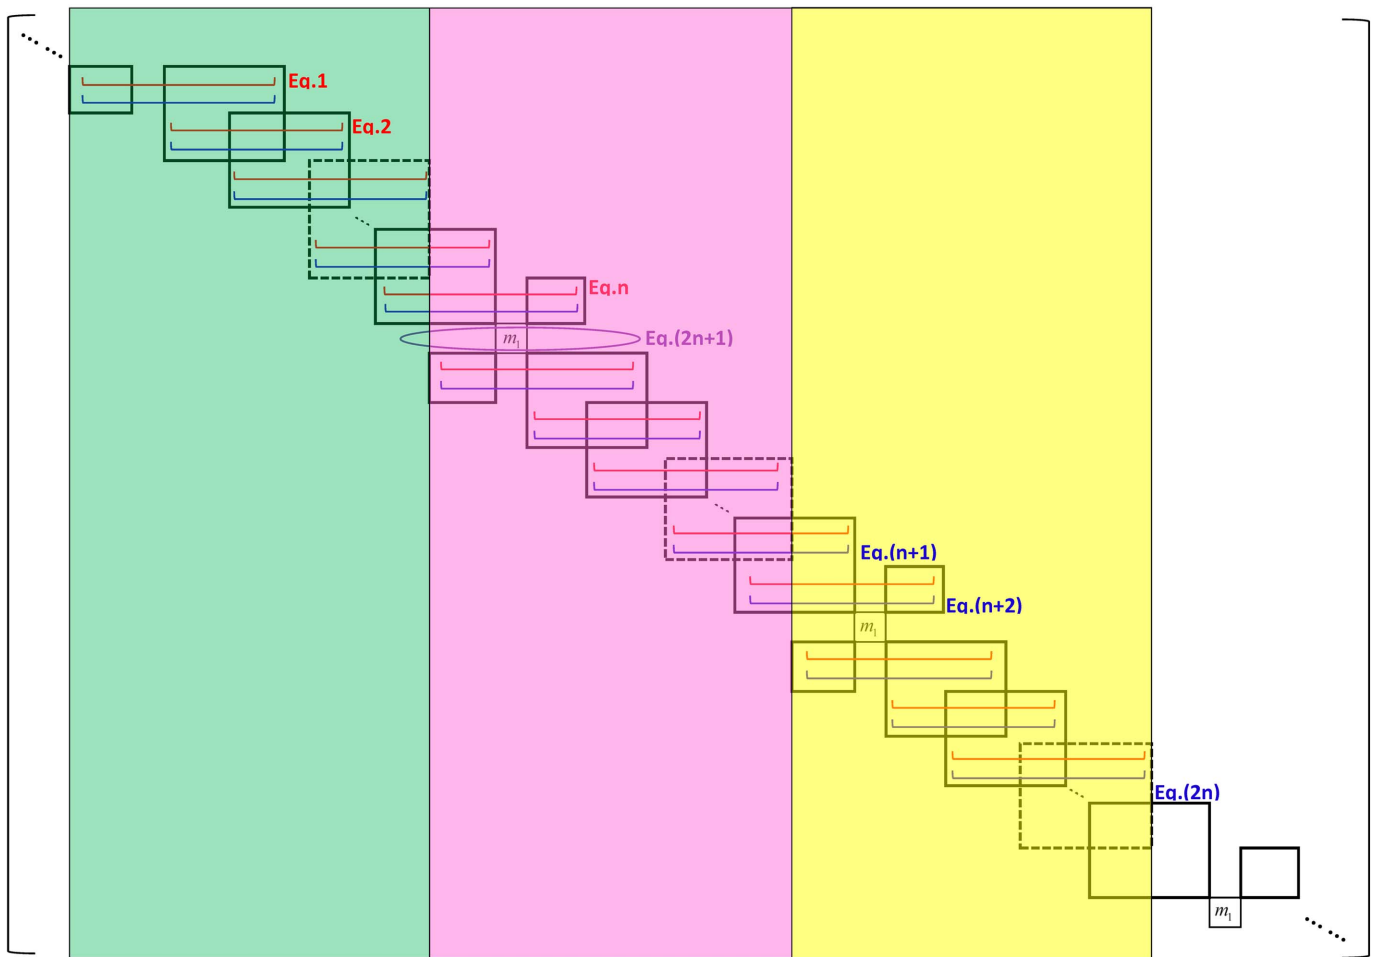 Eq.1
Eq.2
Eq.n
m₁ Eq.(2n+1)
Eq.(n+1)
Eq.(n+2)
m₁
Eq.(2n)
m₁